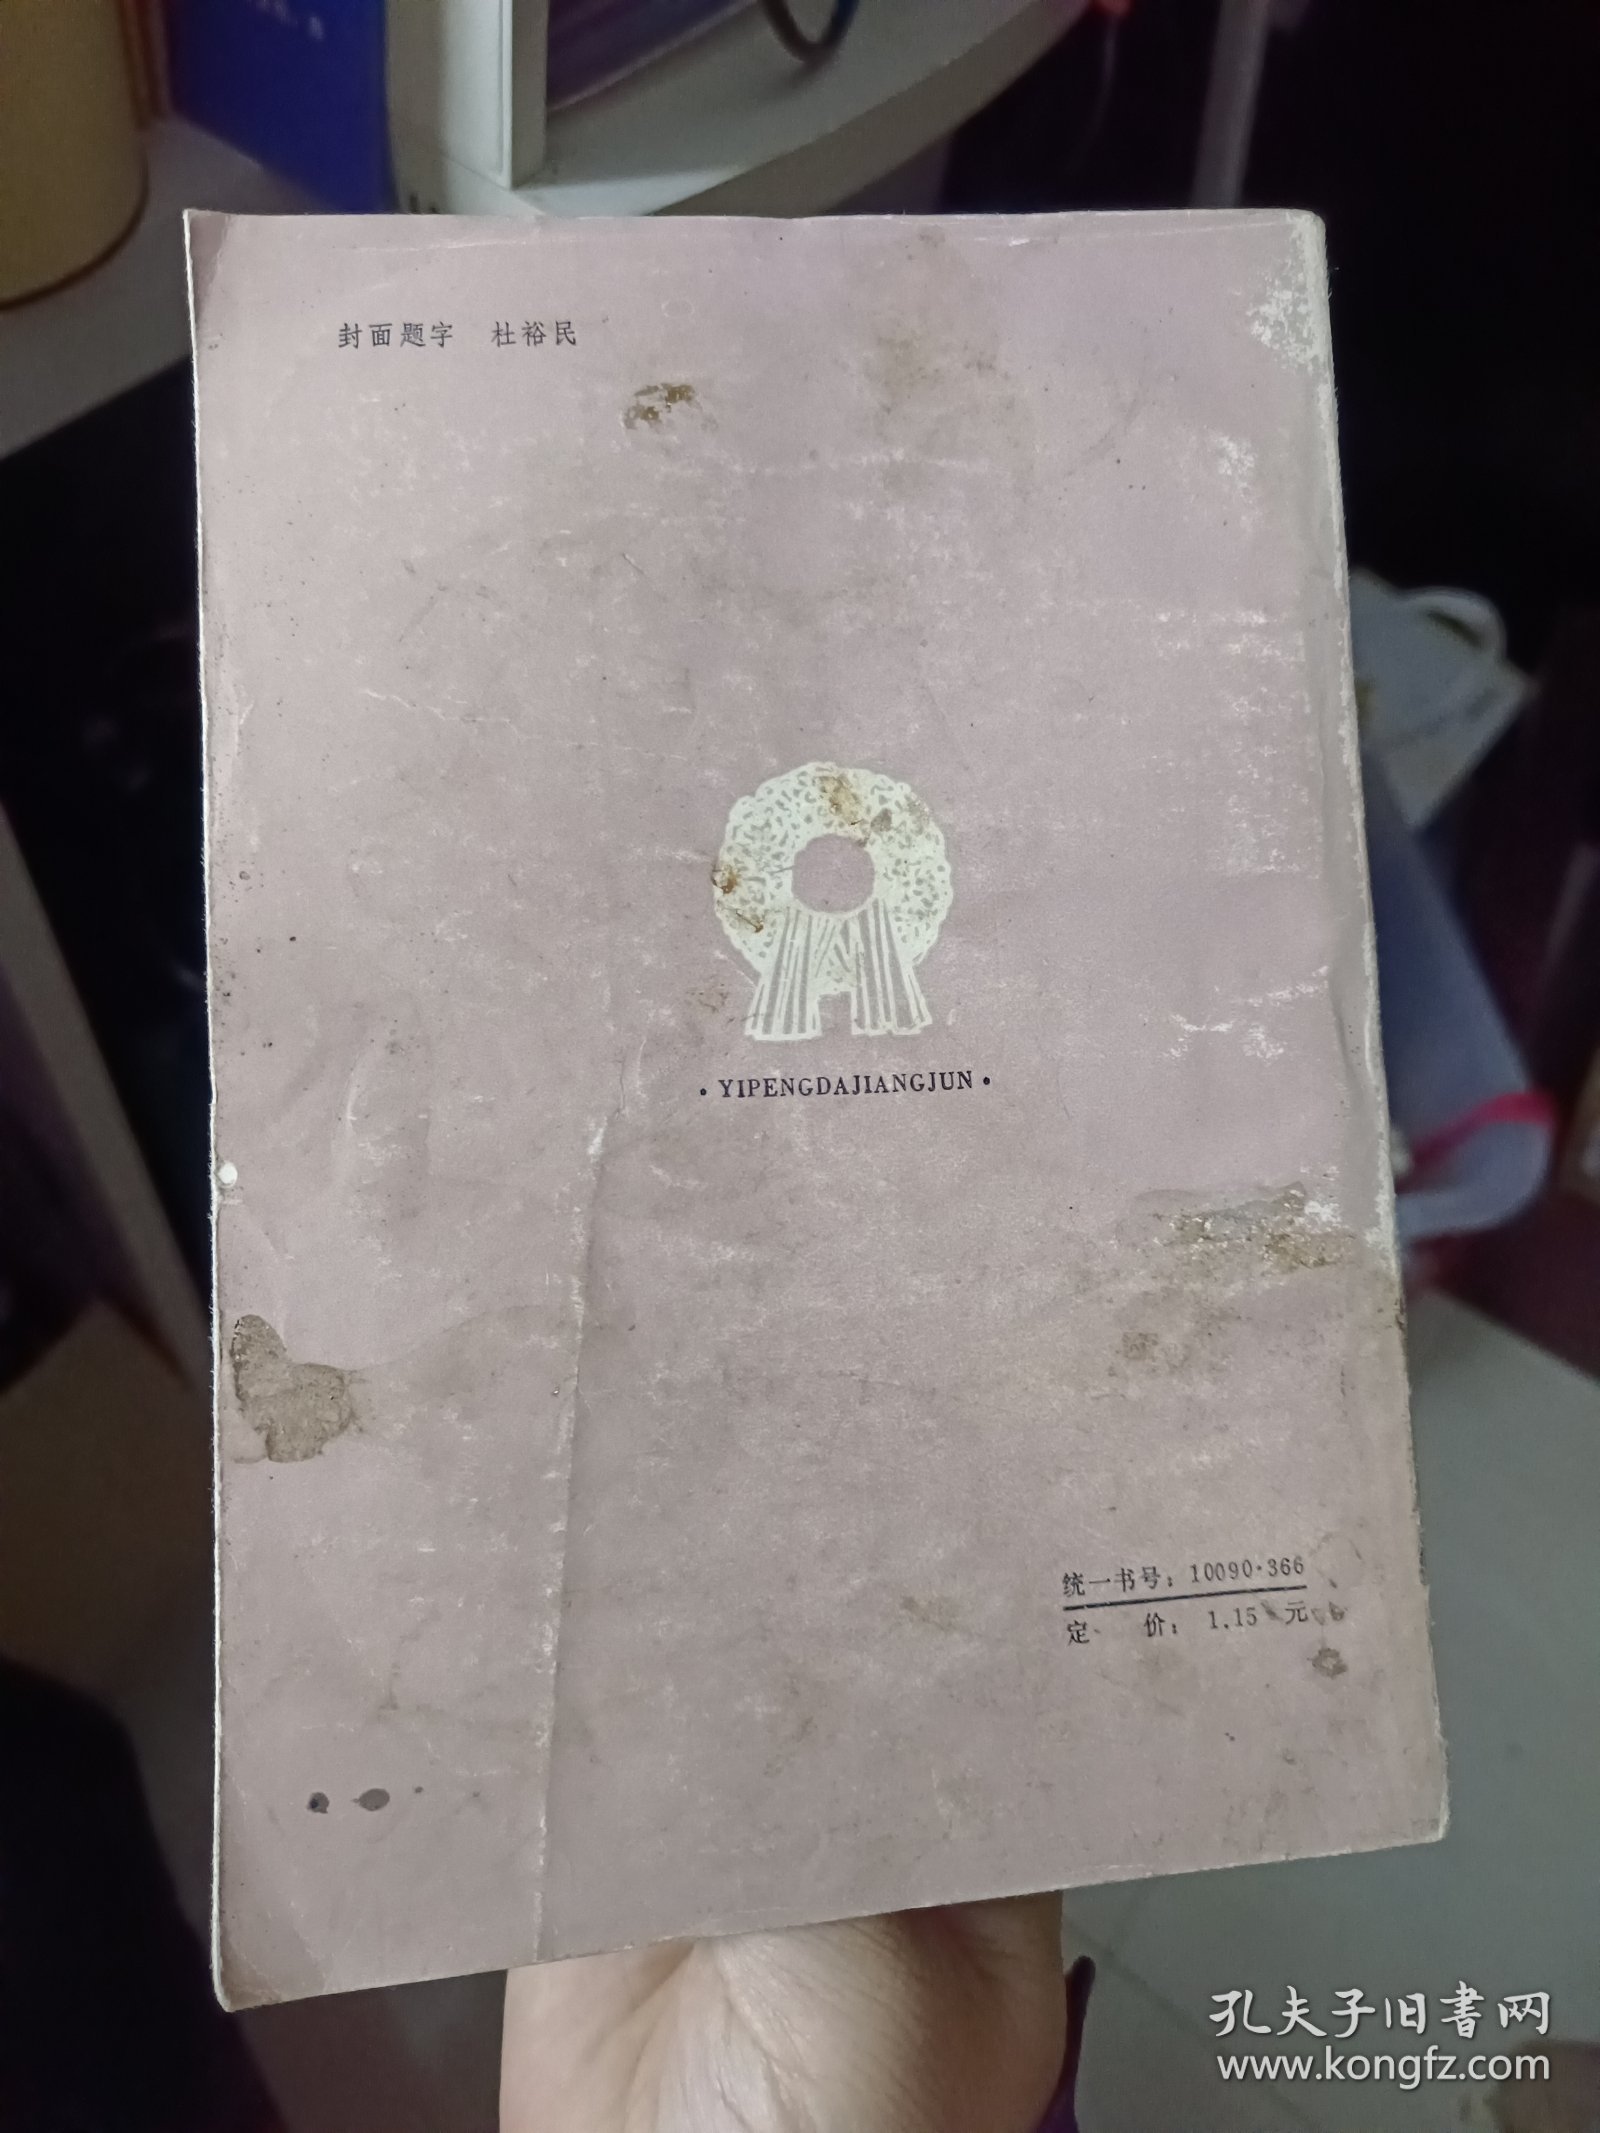 封面题字　杜裕民
·YIPENGDAJIANGJUN·
统一书号：10090·366
定　价：1.15 元
孔夫子旧書网
www.kongfz.com